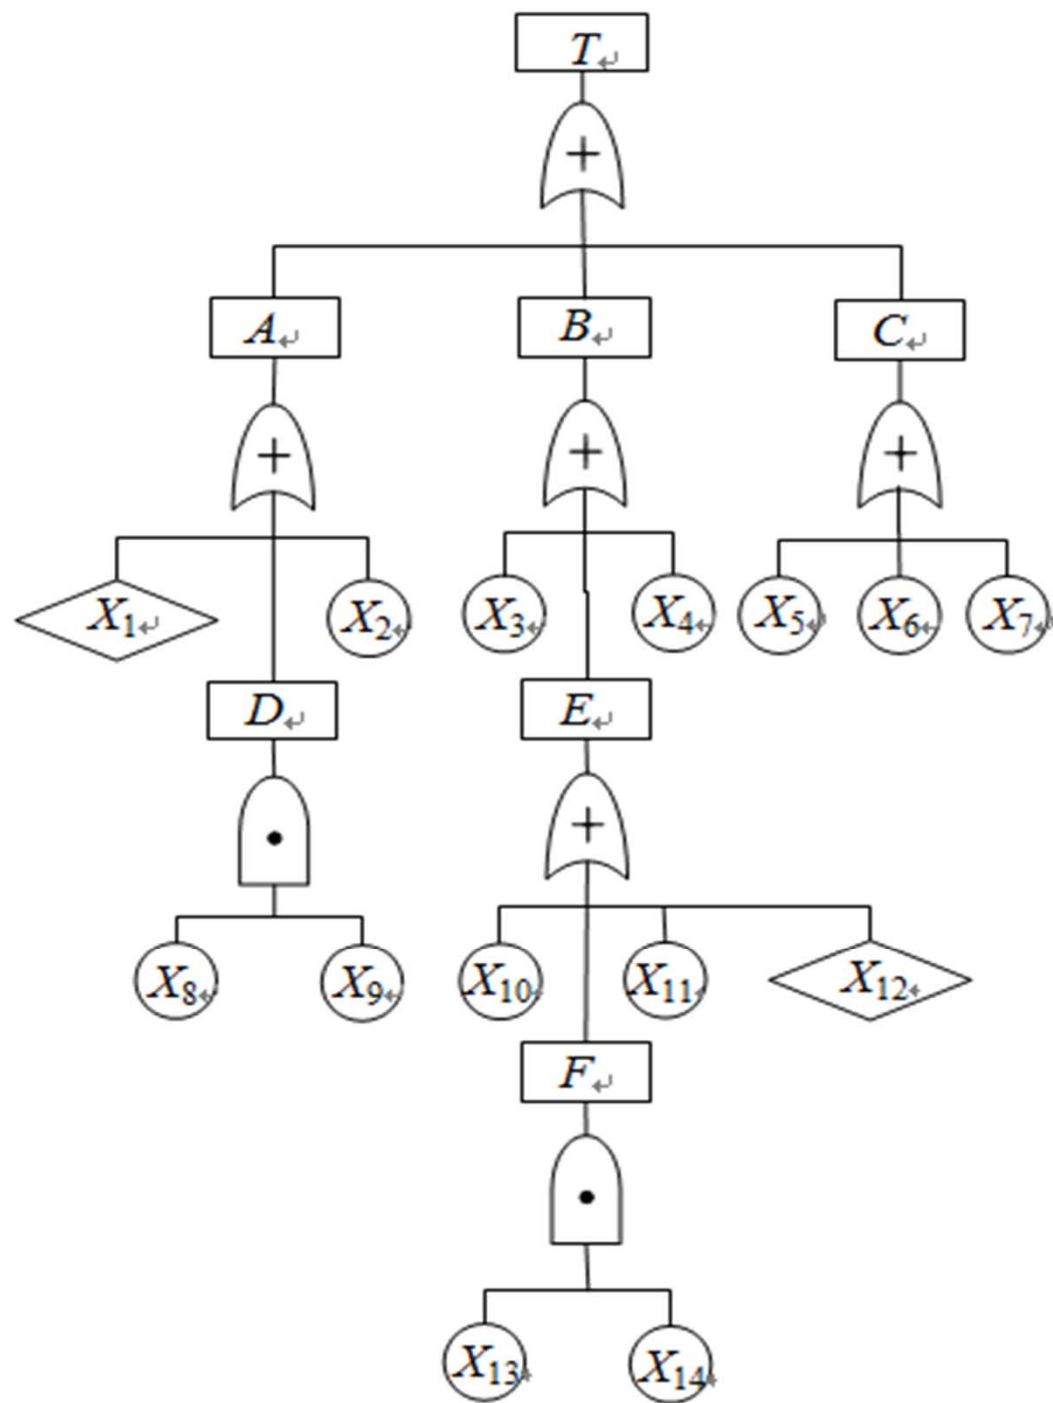 T↵
+
A↵ B↵ C↵
+ + +
X1↵ X2↵ X3↵ X4↵ X5↵ X6↵ X7↵
D↵ E↵
+
X8↵ X9↵ X10↵ X11↵ X12↵
F↵
X13↵ X14↵